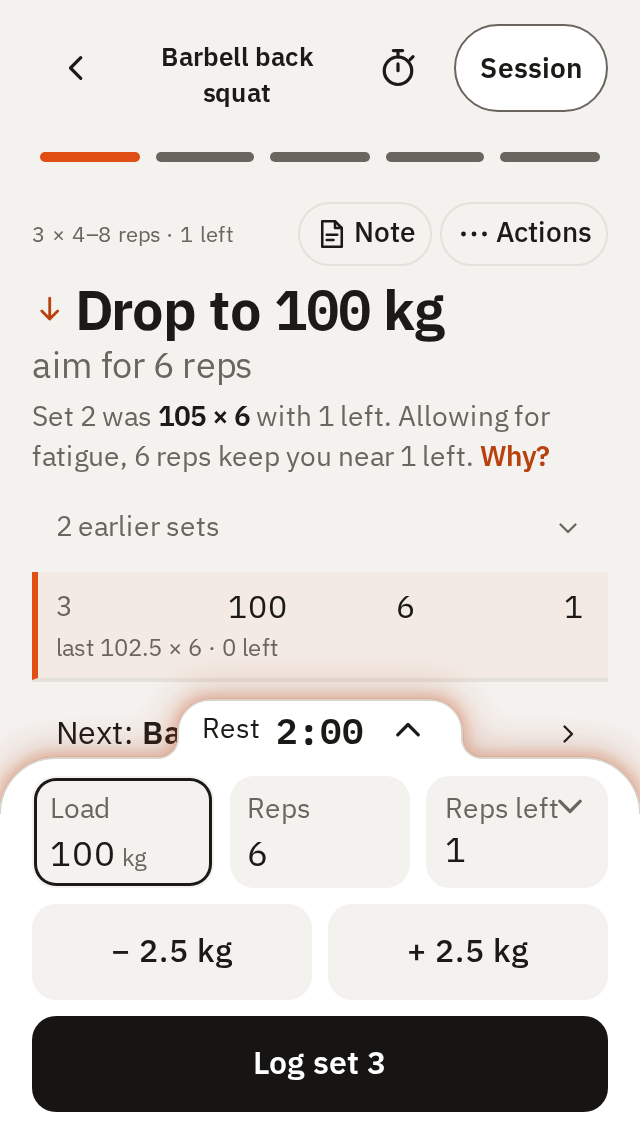 Barbell back
squat
Session
3 × 4–8 reps · 1 left
Note
··· Actions
↓ Drop to 100 kg
aim for 6 reps
Set 2 was 105 × 6 with 1 left. Allowing for
fatigue, 6 reps keep you near 1 left. Why?
2 earlier sets
3 100 6 1
last 102.5 × 6 · 0 left
Next:
Rest 2:00
Load Reps Reps left
100 kg 6 1
− 2.5 kg + 2.5 kg
Log set 3